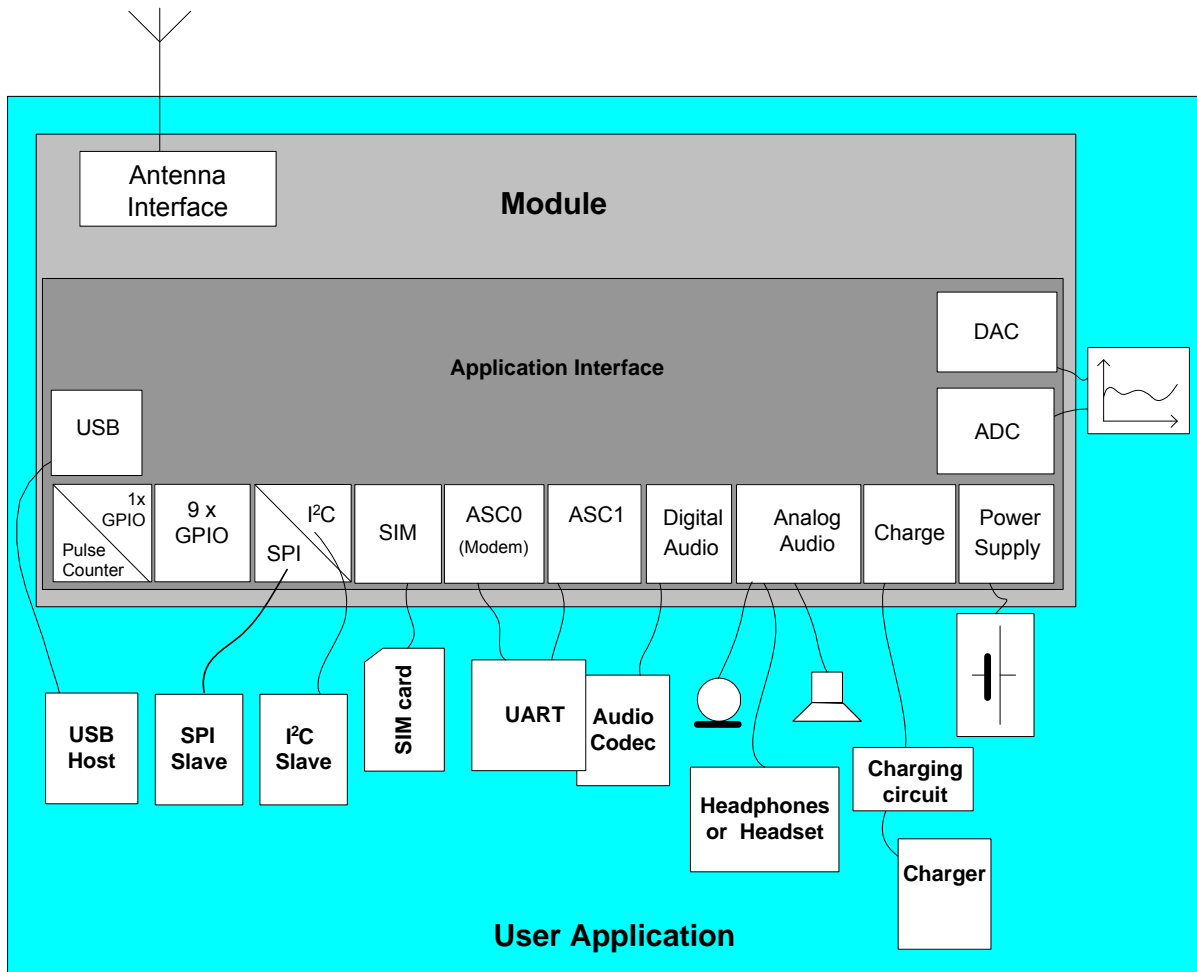 Antenna
Interface
Module
DAC
Application Interface
USB
ADC
1x
GPIO
Pulse
Counter
9 x
GPIO
I²C
SPI
SIM
ASC0
(Modem)
ASC1
Digital
Audio
Analog
Audio
Charge
Power
Supply
USB
Host
SPI
Slave
I²C
Slave
SIM card
UART
Audio
Codec
Headphones
or Headset
Charging
circuit
Charger
User Application